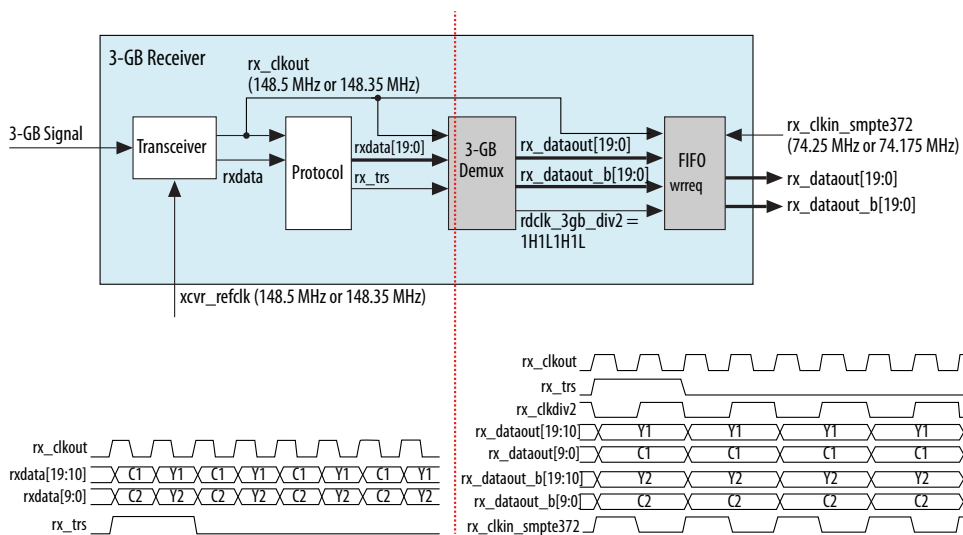 3-GB Receiver
rx_clkout
(148.5 MHz or 148.35 MHz)
3-GB Signal
Transceiver
rxdata
Protocol
rxdata[19:0]
rx_trs
3-GB
Demux
rx_dataout[19:0]
rx_dataout_b[19:0]
rdclk_3gb_div2 =
1H1L1H1L
FIFO
wrreq
rx_clkin_smpte372
(74.25 MHz or 74.175 MHz)
rx_dataout[19:0]
rx_dataout_b[19:0]
xcvr_refclk (148.5 MHz or 148.35 MHz)
rx_clkout
rxdata[19:10] C1 Y1 C1 Y1 C1 Y1 C1 Y1
rxdata[9:0] C2 Y2 C2 Y2 C2 Y2 C2 Y2
rx_trs
rx_clkout
rx_trs
rx_clkdiv2
rx_dataout[19:10] Y1 Y1 Y1 Y1
rx_dataout[9:0] C1 C1 C1 C1
rx_dataout_b[19:10] Y2 Y2 Y2 Y2
rx_dataout_b[9:0] C2 C2 C2 C2
rx_clkin_smpte372